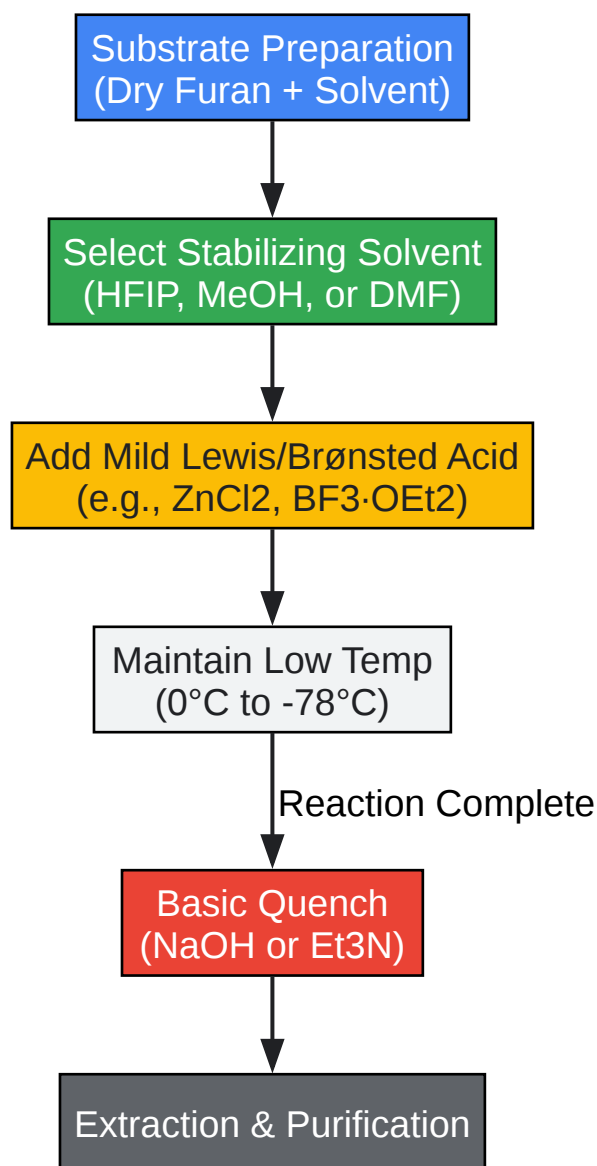 Substrate Preparation
(Dry Furan + Solvent)
Select Stabilizing Solvent
(HFIP, MeOH, or DMF)
Add Mild Lewis/Brønsted Acid
(e.g., ZnCl2, BF3·OEt2)
Maintain Low Temp
(0°C to -78°C)
Reaction Complete
Basic Quench
(NaOH or Et3N)
Extraction & Purification